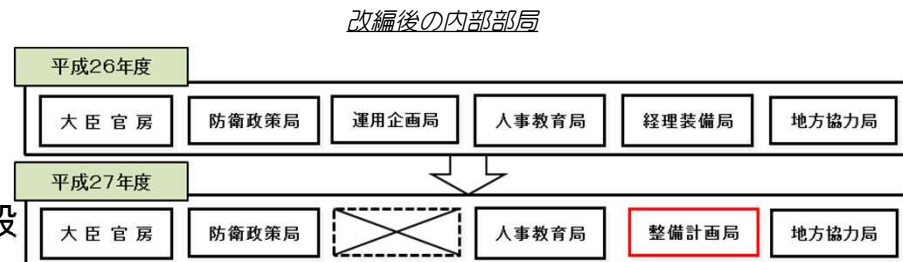 改編後の内部部局
平成26年度
大臣官房 防衛政策局 運用企画局 人事教育局 経理装備局 地方協力局
平成27年度
設
大臣官房 防衛政策局 人事教育局 整備計画局 地方協力局